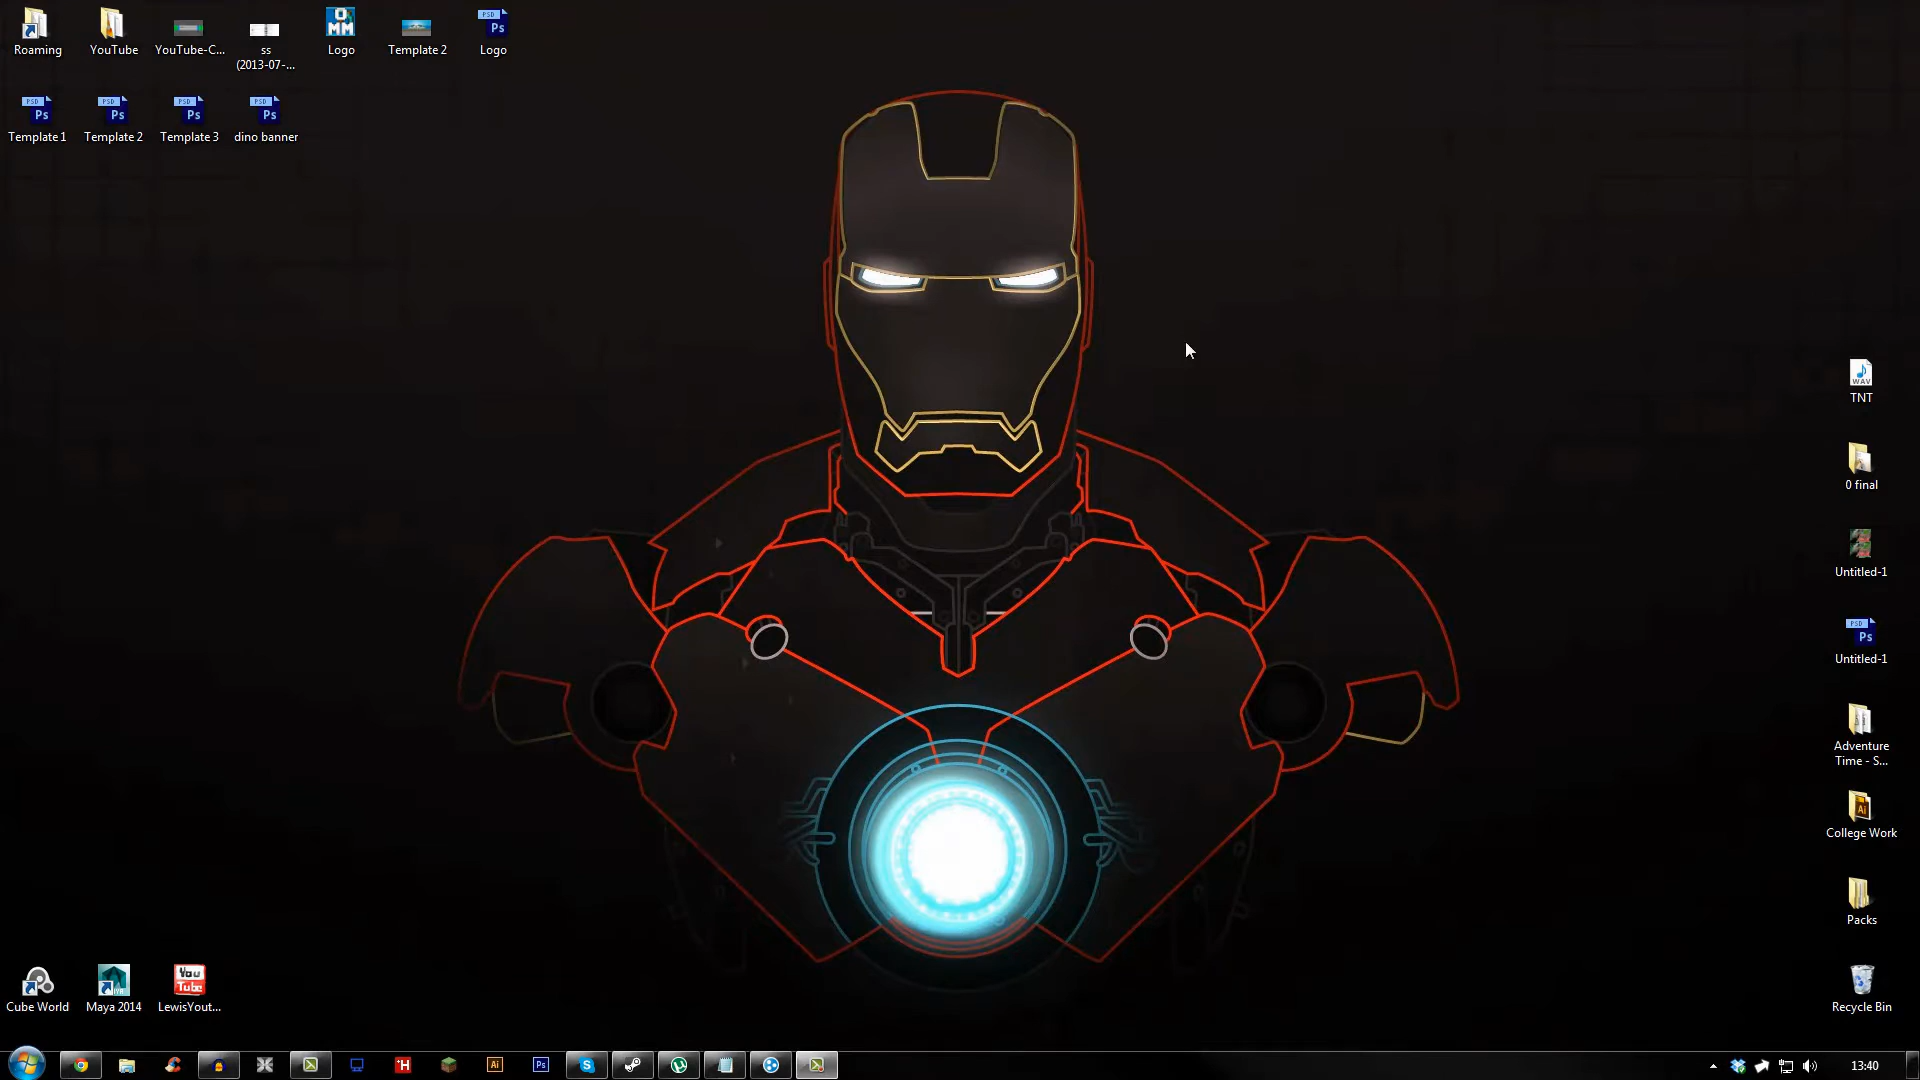 Roaming
YouTube
YouTube-C...
ss
(2013-07-...
Logo
Template 2
Logo
Template 1
Template 2
Template 3
dino banner
TNT
0 final
Untitled-1
Untitled-1
Adventure
Time - S...
College Work
Packs
Recycle Bin
Cube World
Maya 2014
LewisYout...
13:40